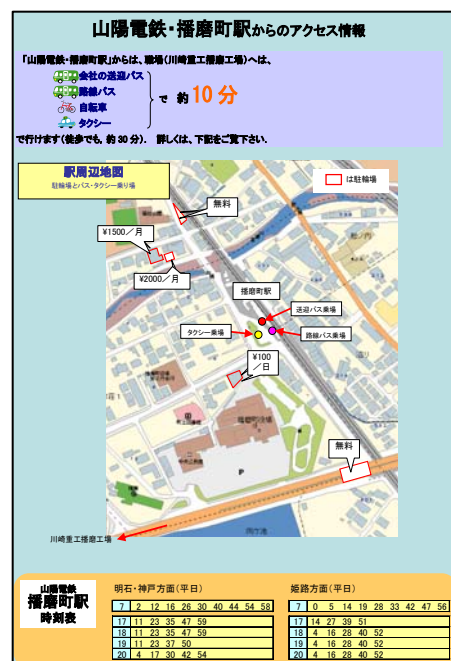 山陽電鉄・播磨町駅からのアクセス情報
「山陽電鉄・播磨町駅」からは、職場(川崎重工播磨工場)へは、
会社の送迎バス
路線バス
自転車
タクシー
で 約10分
で行けます(徒歩でも、約30分). 詳しくは、下記をご覧下さい.
駅周辺地図
駐輪場とバス・タクシー乗り場
は駐輪場
無料
¥1500/月
¥2000/月
播磨町駅
送迎バス乗場
タクシー乗場
路線バス乗場
¥100
/日
播磨町役場
P
無料
川崎重工播磨工場
山陽電鉄
播磨町駅
時刻表
明石・神戸方面(平日)
7 2 12 16 26 30 40 44 54 58
17 11 23 35 47 59
18 11 23 35 47 59
19 11 23 37 50
20 4 17 30 42 54
姫路方面(平日)
7 0 5 14 19 28 33 42 47 56
17 14 27 39 51
18 4 16 28 40 52
19 4 16 28 40 52
20 4 16 28 40 52